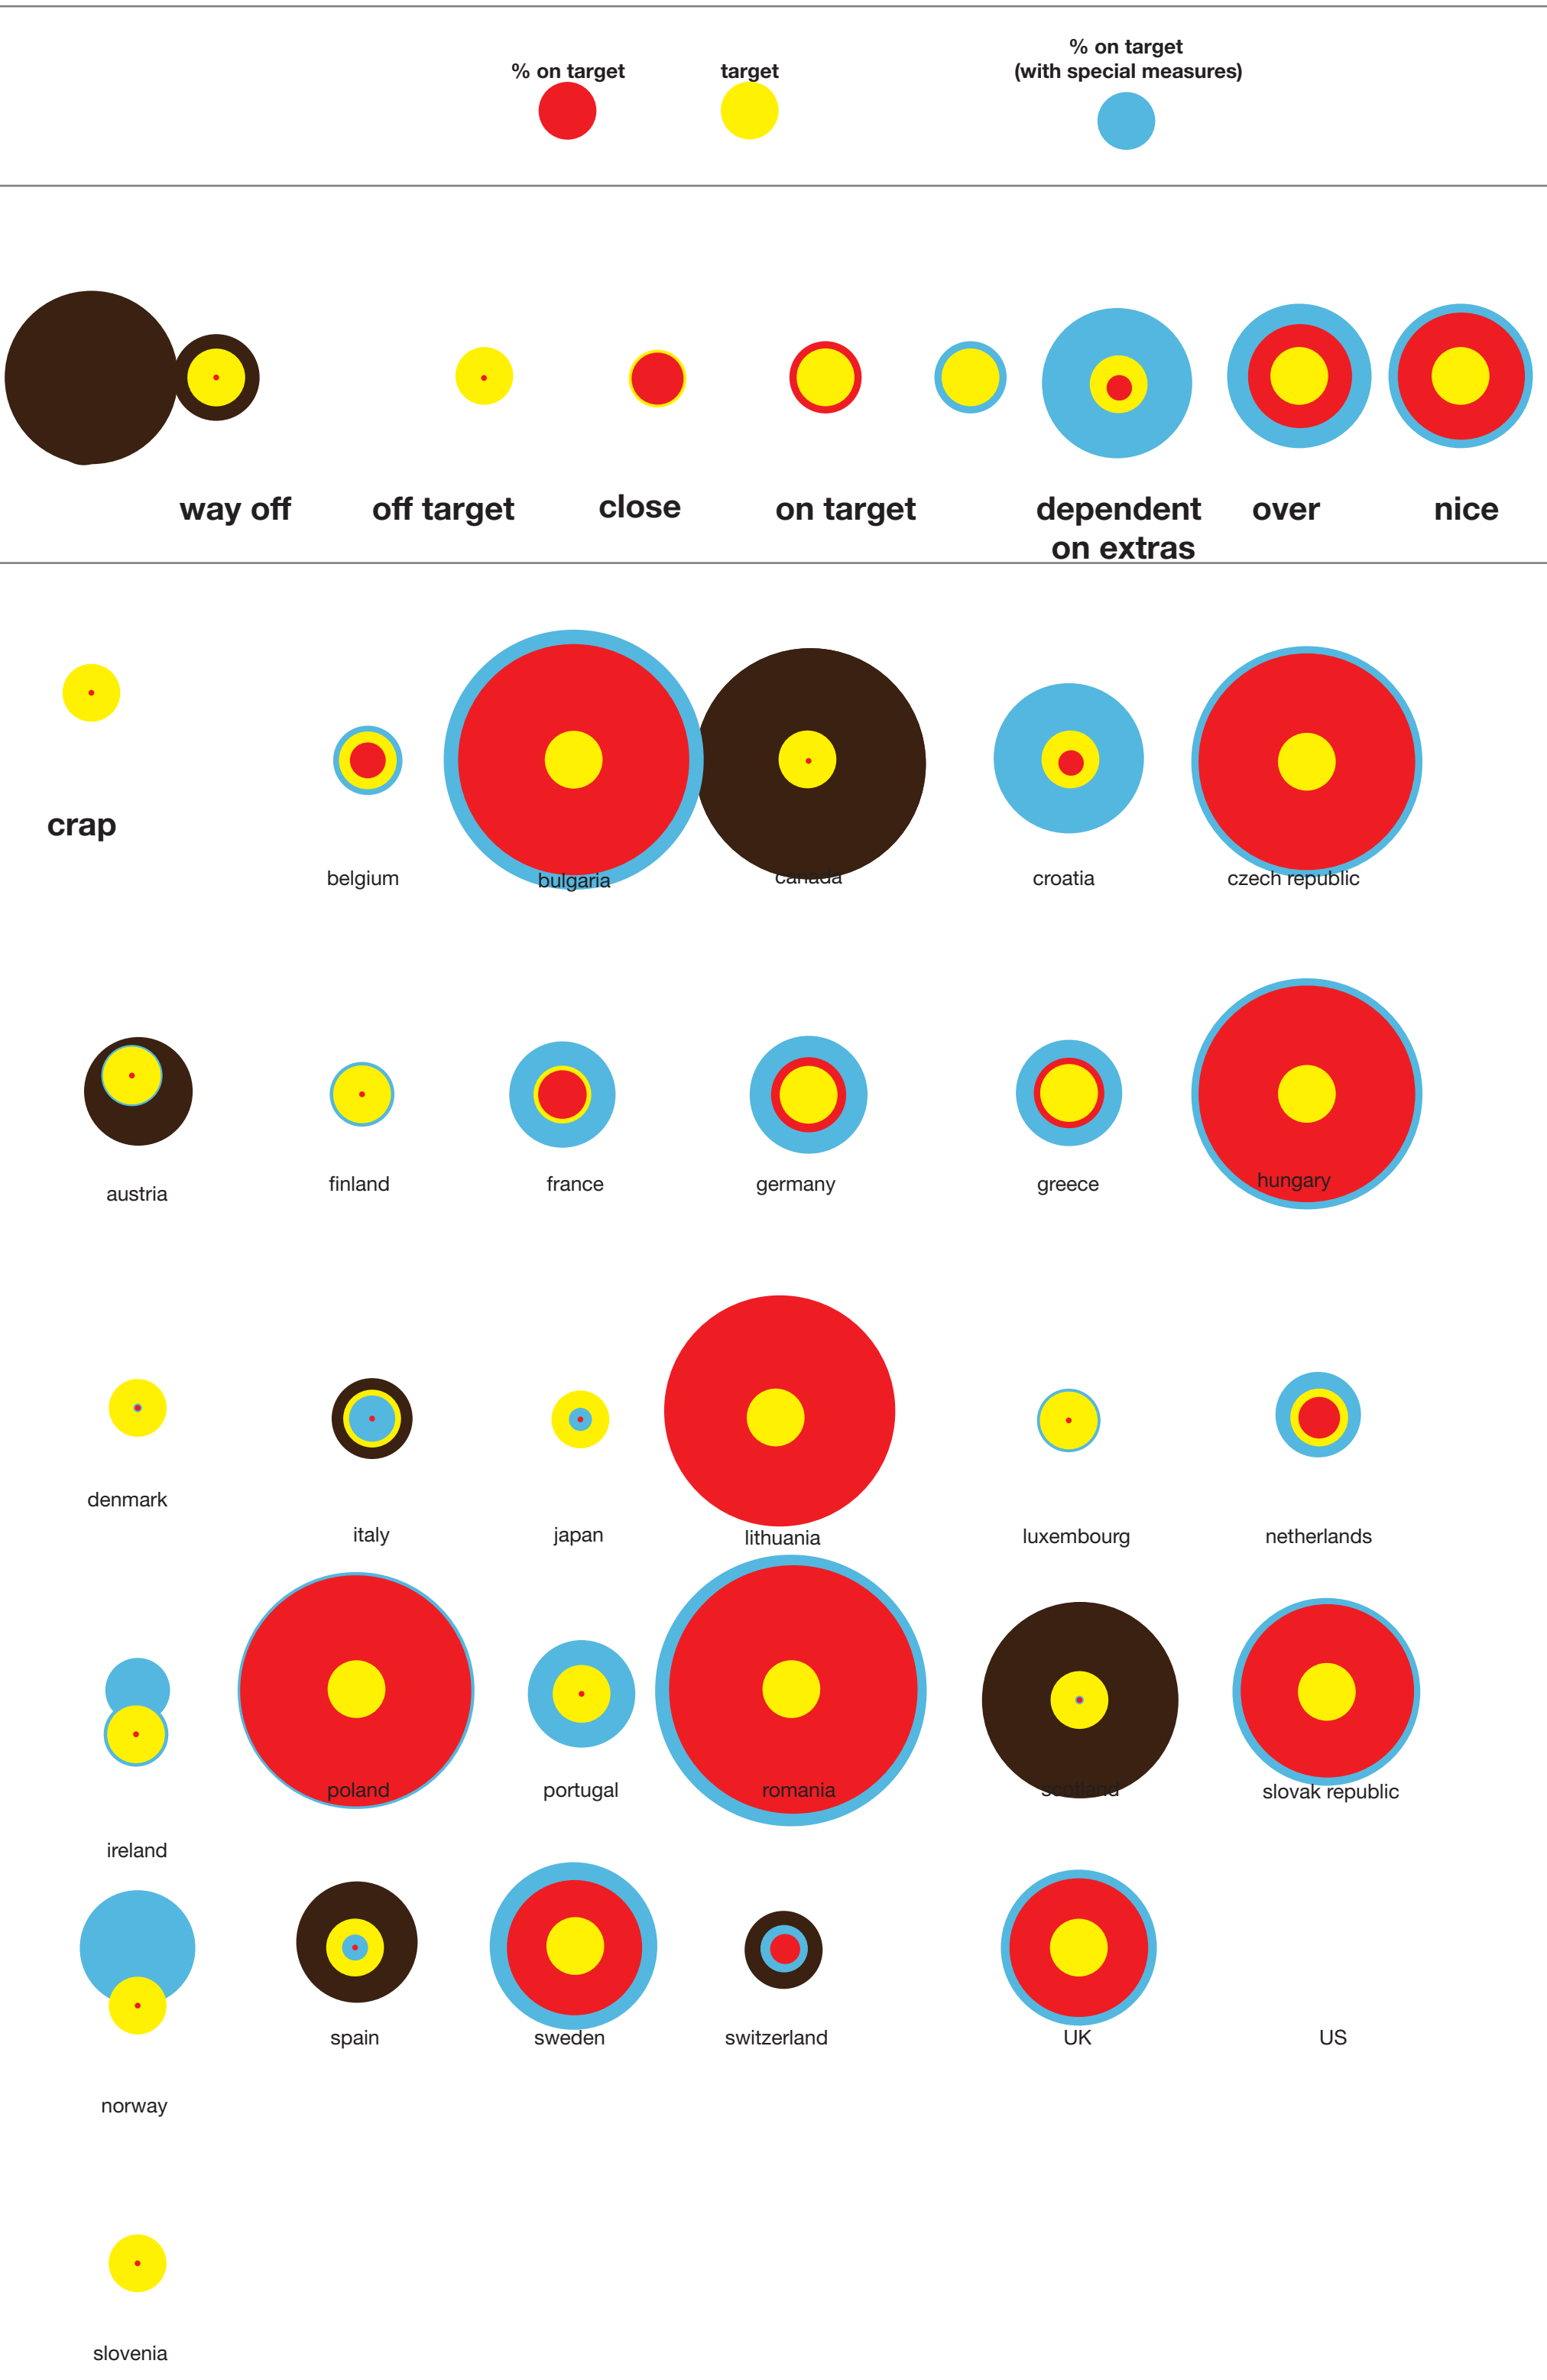 % on target
target
% on target
(with special measures)
way off
off target
close
on target
dependent
on extras
over
nice
crap
belgium
bulgaria
canada
croatia
czech republic
austria
finland
france
germany
greece
hungary
denmark
italy
japan
lithuania
luxembourg
netherlands
ireland
poland
portugal
romania
scotland
slovak republic
norway
spain
sweden
switzerland
UK
US
slovenia